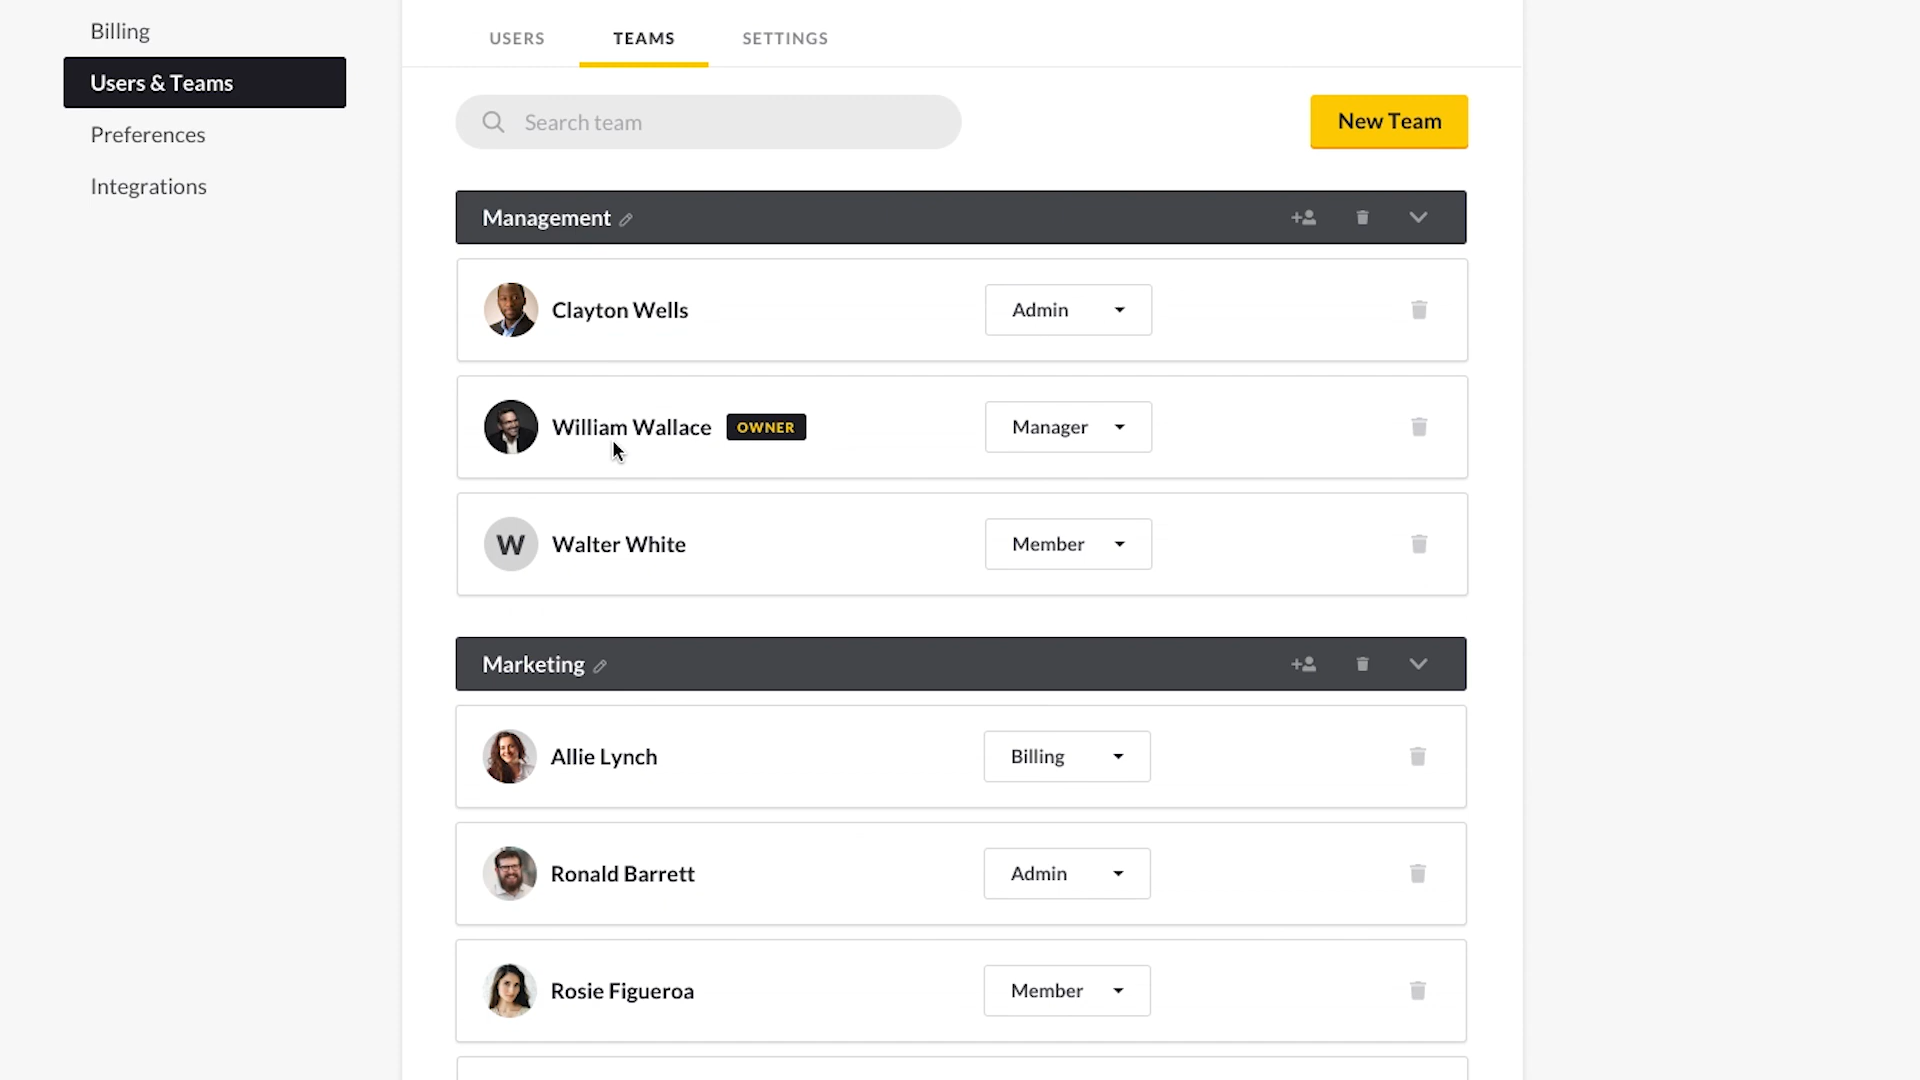 Billing
Users & Teams
Preferences
Integrations
USERS TEAMS SETTINGS
Search team
New Team
Management
Clayton Wells Admin
William Wallace OWNER Manager
W Walter White Member
Marketing
Allie Lynch Billing
Ronald Barrett Admin
Rosie Figueroa Member